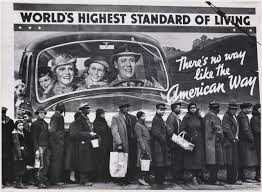 WORLD'S HIGHEST STANDARD OF LIVING
There's no way
like the
American Way